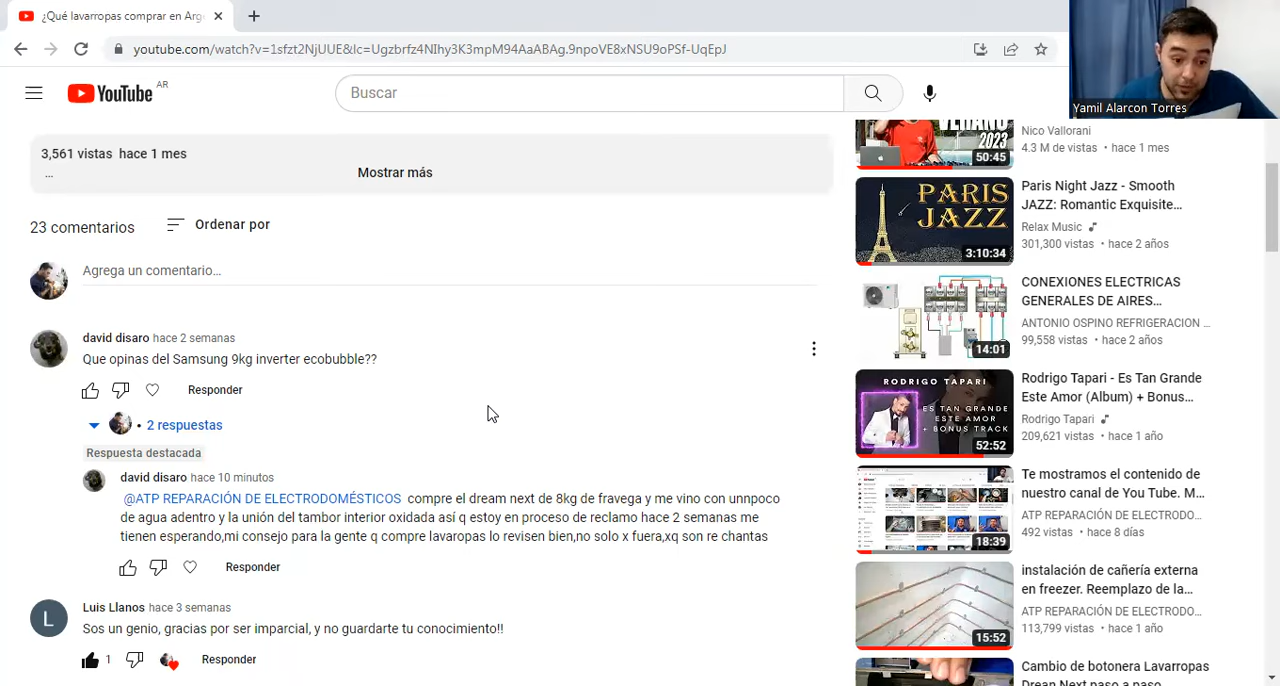 ¿Qué lavarropas comprar en Arge
youtube.com/watch?v=1sfzt2NjUUE&lc=Ugzbrfz4NIhy3K3mpM94AaABAg.9npoVE8xNSU9oPSf-UqEpJ
Yamil Alarcon Torres
YouTube AR
Buscar
3,561 vistas hace 1 mes
...
Mostrar más
23 comentarios
Ordenar por
Agrega un comentario...
david disaro hace 2 semanas
Que opinas del Samsung 9kg inverter ecobubble??
Responder
• 2 respuestas
Respuesta destacada
david disaro hace 10 minutos
@ATP REPARACIÓN DE ELECTRODOMÉSTICOS compre el dream next de 8kg de fravega y me vino con unnpoco
de agua adentro y la cruz del tambor interior oxidada así q estoy en proceso de reclamo hace 2 semanas me
tienen esperando.mi consejo para la gente q compre lavaropas lo revisen bien,no solo x fuera..son re chantas
Responder
L
Luis Llanos hace 3 semanas
Sos un genio, gracias por ser imparcial, y no guardarte tu conocimiento!!
1
Responder
VERANO
2023
50:45
Nico Vallorani
4.3 M de vistas • hace 1 mes
PARIS
JAZZ
3:10:34
Paris Night Jazz - Smooth
JAZZ: Romantic Exquisite...
Relax Music
301,300 vistas • hace 2 años
14:01
CONEXIONES ELECTRICAS
GENERALES DE AIRES...
ANTONIO OSPINO REFRIGERACION ...
99,558 vistas • hace 2 años
RODRIGO TAPARI
ES TAN GRANDE
ESTE AMOR
+ BONUS TRACK
52:52
Rodrigo Tapari - Es Tan Grande
Este Amor (Album) + Bonus...
Rodrigo Tapari
209,621 vistas • hace 1 año
18:39
Te mostramos el contenido de
nuestro canal de You Tube. M...
ATP REPARACIÓN DE ELECTRODO...
492 vistas • hace 8 días
15:52
instalación de cañería externa
en freezer. Reemplazo de la...
ATP REPARACIÓN DE ELECTRODO...
113,799 vistas • hace 1 año
Cambio de botonera Lavarropas
Drean Next paso a paso